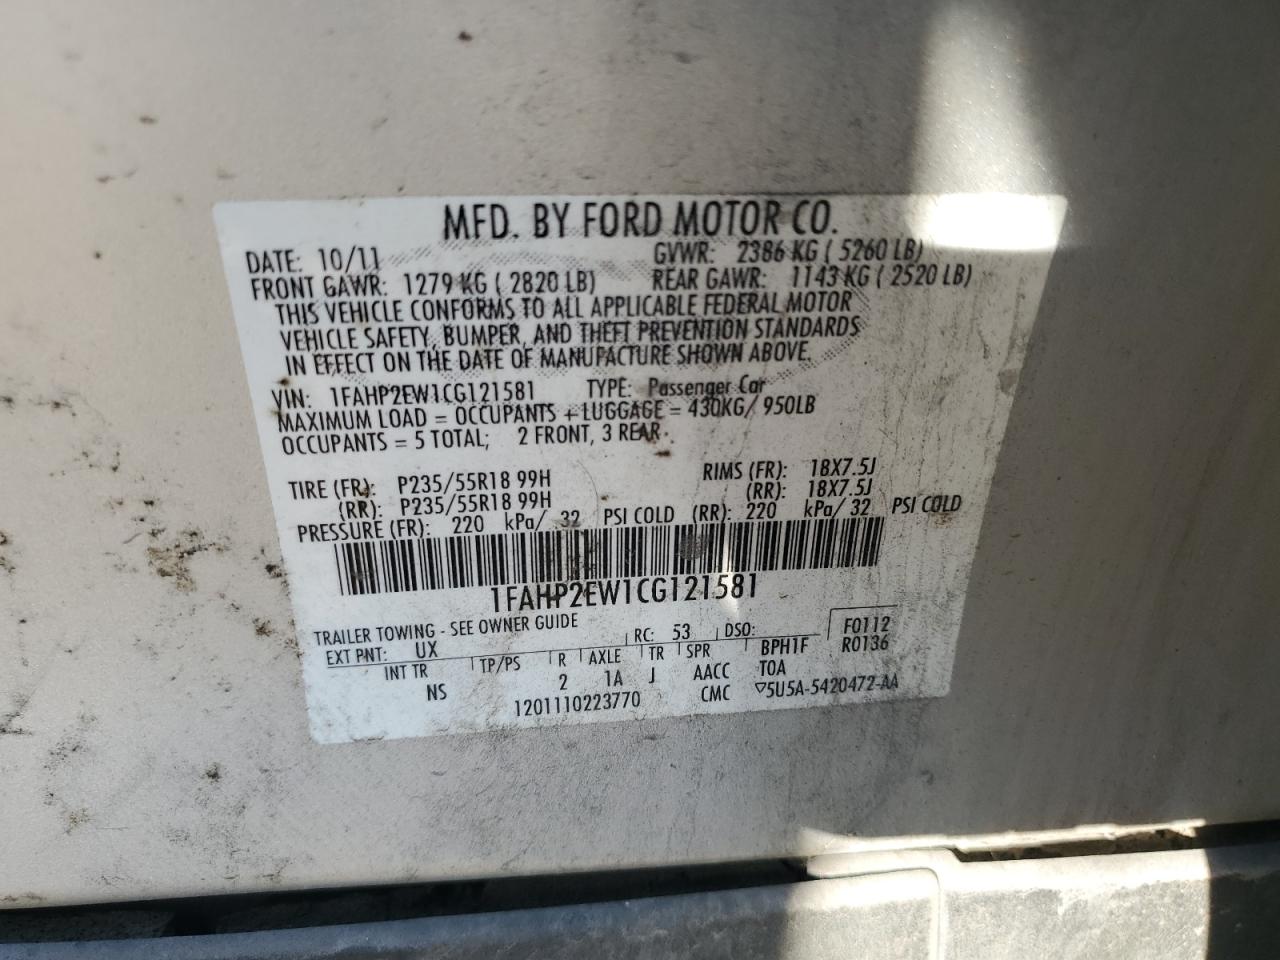 MFD. BY FORD MOTOR CO.
DATE: 10/11 GVWR: 2386 KG ( 5260 LB)
FRONT GAWR: 1279 KG ( 2820 LB) REAR GAWR: 1143 KG ( 2520 LB)
THIS VEHICLE CONFORMS TO ALL APPLICABLE FEDERAL MOTOR
VEHICLE SAFETY, BUMPER, AND THEFT PREVENTION STANDARDS
IN EFFECT ON THE DATE OF MANUFACTURE SHOWN ABOVE.
VIN: 1FAHP2EW1CG121581 TYPE: Passenger Car
MAXIMUM LOAD = OCCUPANTS + LUGGAGE = 430KG/ 950LB
OCCUPANTS = 5 TOTAL; 2 FRONT, 3 REAR
TIRE (FR): P235/55R18 99H RIMS (FR): 18X7.5J
(RR): P235/55R18 99H (RR): 18X7.5J
PRESSURE (FR): 220 kPa/ 32 PSI COLD (RR): 220 kPa/ 32 PSI COLD
1FAHP2EW1CG121581
TRAILER TOWING - SEE OWNER GUIDE
EXT PNT: UX RC: 53 DSO: F0112
INT TR TP/PS R AXLE TR SPR BPH1F R0136
NS 2 1A J AACC TOA
1201110223770 CMC ▽5U5A-5420472-AA